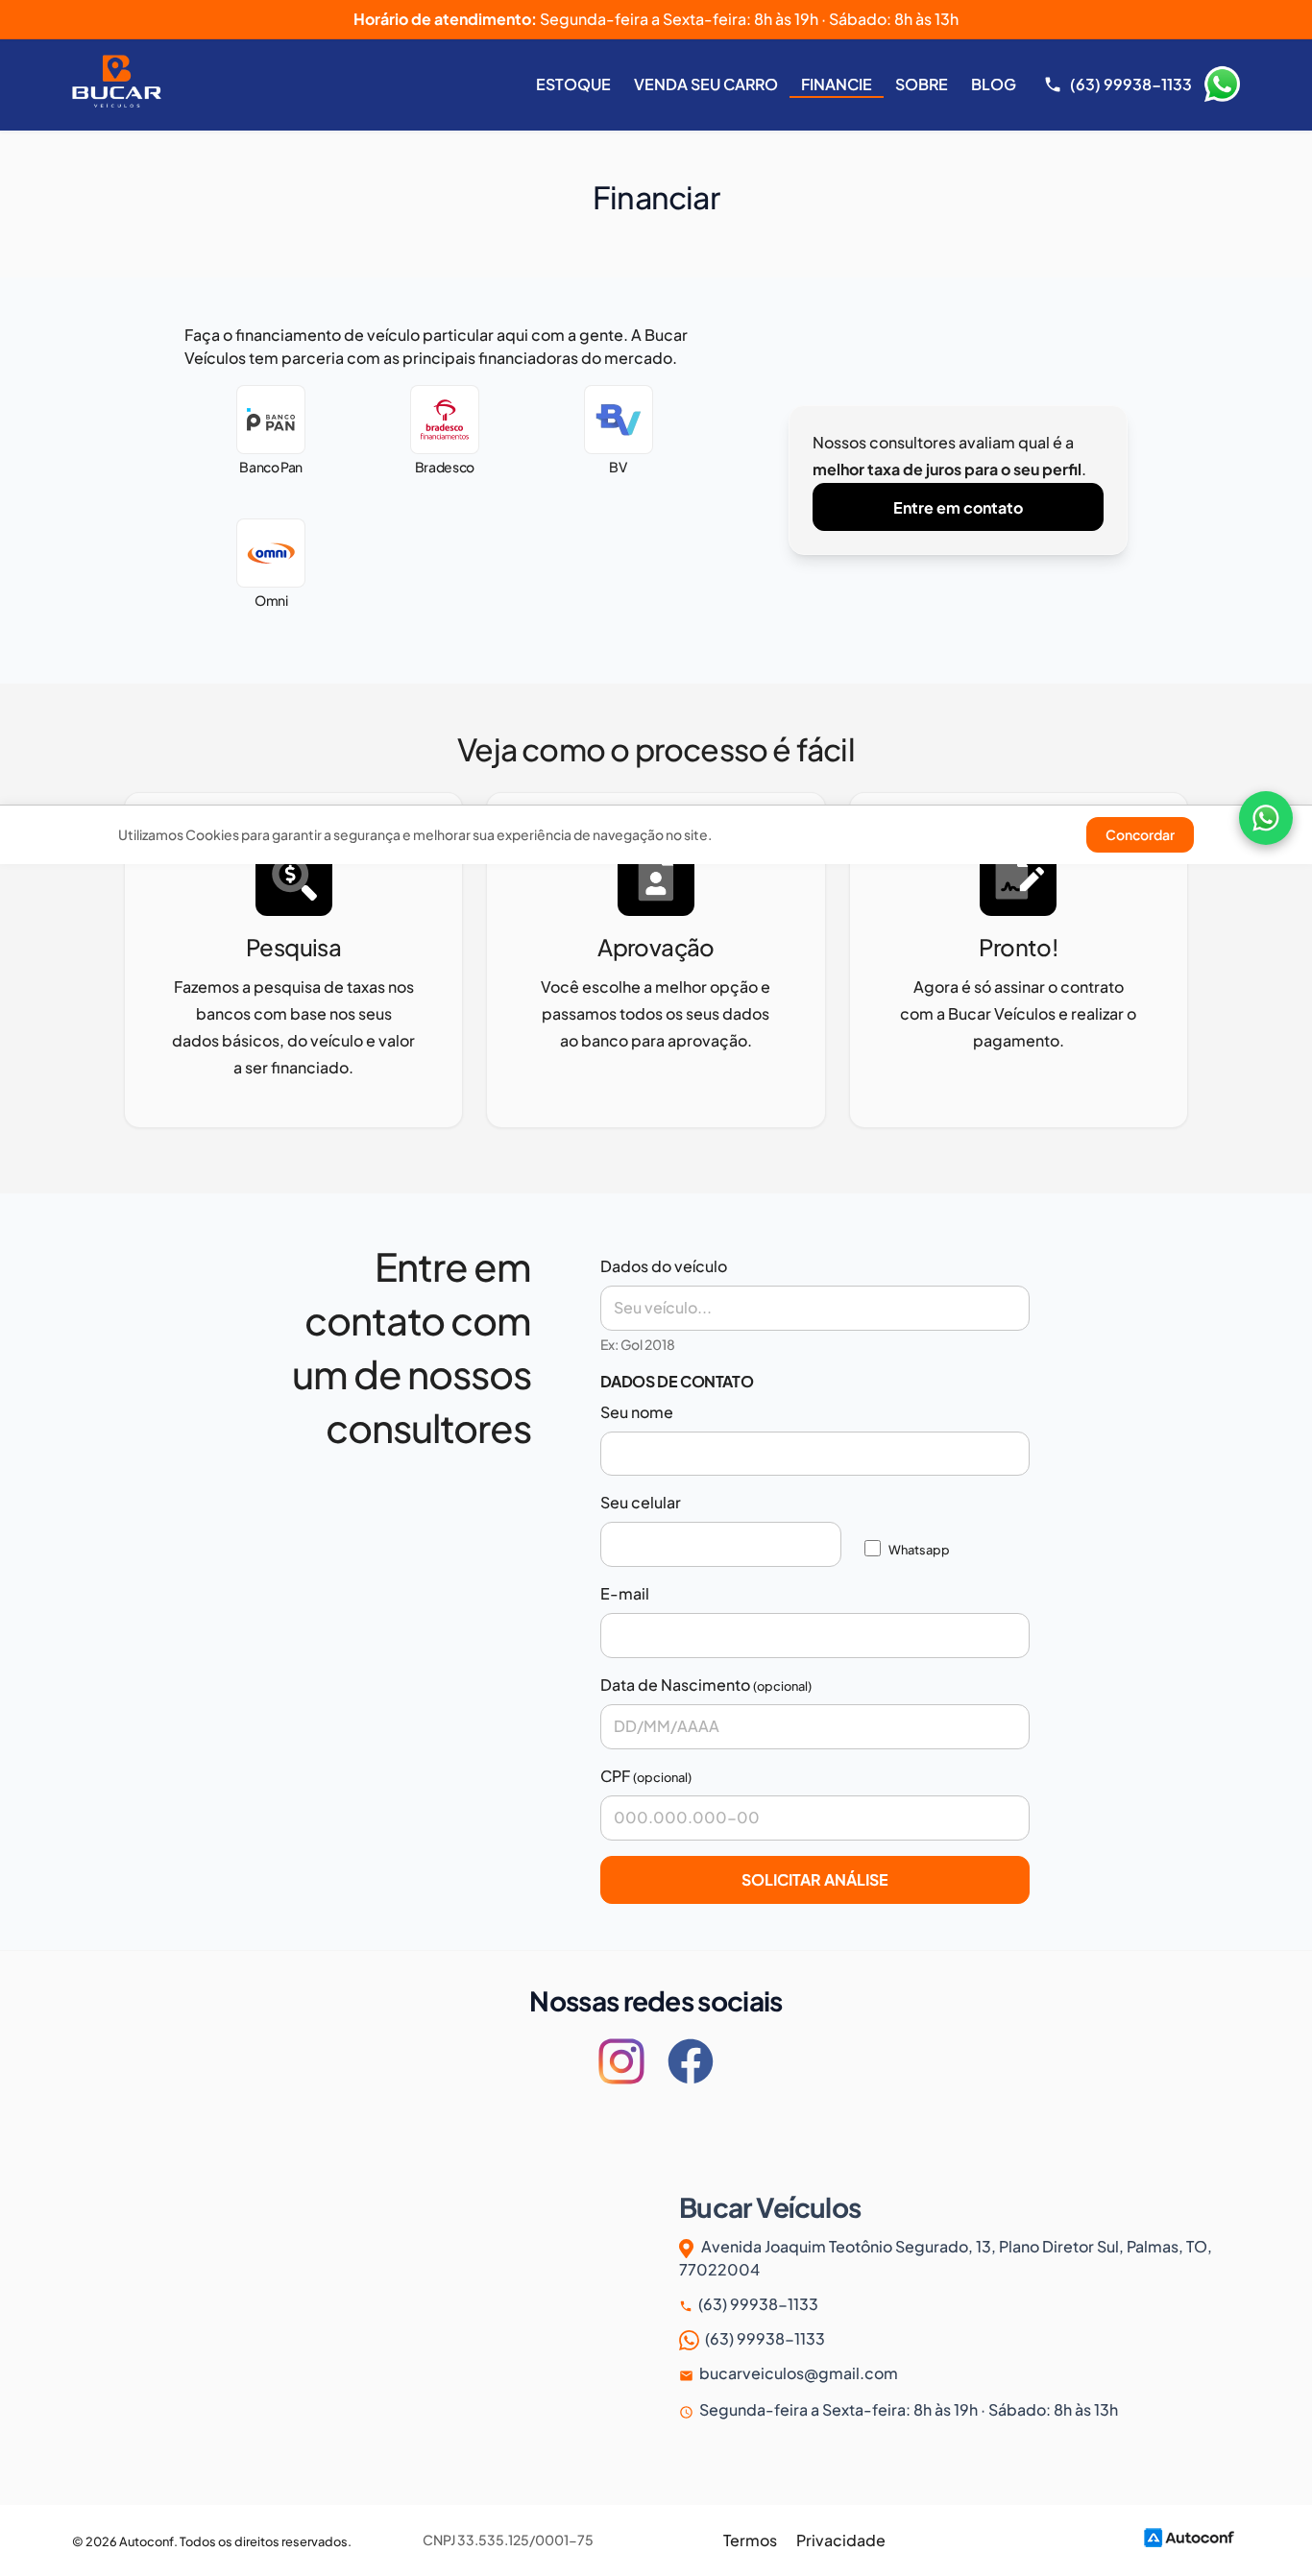 Horário de atendimento: Segunda-feira a Sexta-feira: 8h às 19h · Sábado: 8h às 13h
BUCAR
VEÍCULOS
ESTOQUE
VENDA SEU CARRO
FINANCIE
SOBRE
BLOG
(63) 99938-1133
Financiar
Faça o financiamento de veículo particular aqui com a gente. A Bucar
Veículos tem parceria com as principais financiadoras do mercado.
BANCO
PAN
Banco Pan
bradesco
financiamentos
Bradesco
BV
BV
omni
Omni
Nossos consultores avaliam qual é a
melhor taxa de juros para o seu perfil.
Entre em contato
Veja como o processo é fácil
Utilizamos Cookies para garantir a segurança e melhorar sua experiência de navegação no site.
Concordar
Pesquisa
Fazemos a pesquisa de taxas nos
bancos com base nos seus
dados básicos, do veículo e valor
a ser financiado.
Aprovação
Você escolhe a melhor opção e
passamos todos os seus dados
ao banco para aprovação.
Pronto!
Agora é só assinar o contrato
com a Bucar Veículos e realizar o
pagamento.
Entre em
contato com
um de nossos
consultores
Dados do veículo
Seu veículo...
Ex: Gol 2018
DADOS DE CONTATO
Seu nome
Seu celular
Whatsapp
E-mail
Data de Nascimento (opcional)
DD/MM/AAAA
CPF (opcional)
000.000.000-00
SOLICITAR ANÁLISE
Nossas redes sociais
Bucar Veículos
Avenida Joaquim Teotônio Segurado, 13, Plano Diretor Sul, Palmas, TO,
77022004
(63) 99938-1133
(63) 99938-1133
bucarveiculos@gmail.com
Segunda-feira a Sexta-feira: 8h às 19h · Sábado: 8h às 13h
© 2026 Autoconf. Todos os direitos reservados.
CNPJ 33.535.125/0001-75
Termos
Privacidade
Autoconf